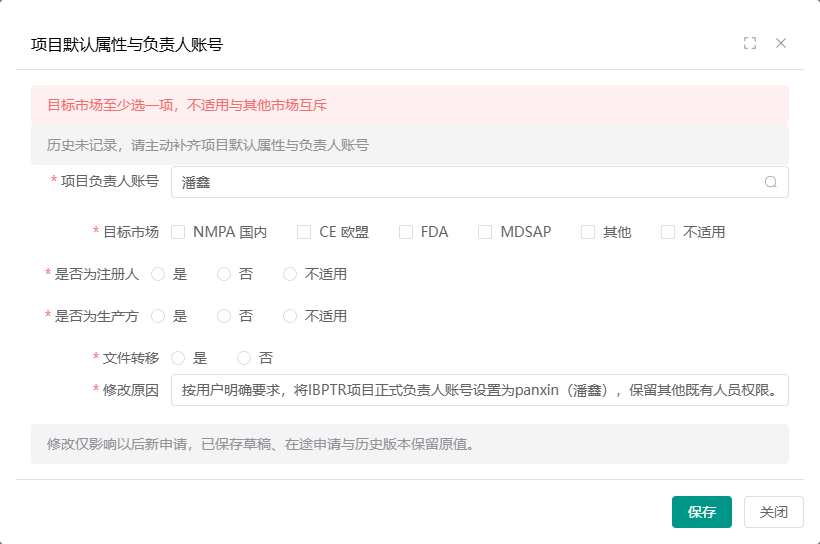 项目默认属性与负责人账号
目标市场至少选一项，不适用与其他市场互斥
历史未记录，请主动补齐项目默认属性与负责人账号
* 项目负责人账号 潘鑫
* 目标市场 NMPA 国内 CE 欧盟 FDA MDSAP 其他 不适用
* 是否为注册人 是 否 不适用
* 是否为生产方 是 否 不适用
* 文件转移 是 否
* 修改原因 按用户明确要求，将IBPTR项目正式负责人账号设置为panxin（潘鑫），保留其他既有人员权限。
修改仅影响以后新申请，已保存草稿、在途申请与历史版本保留原值。
保存 关闭